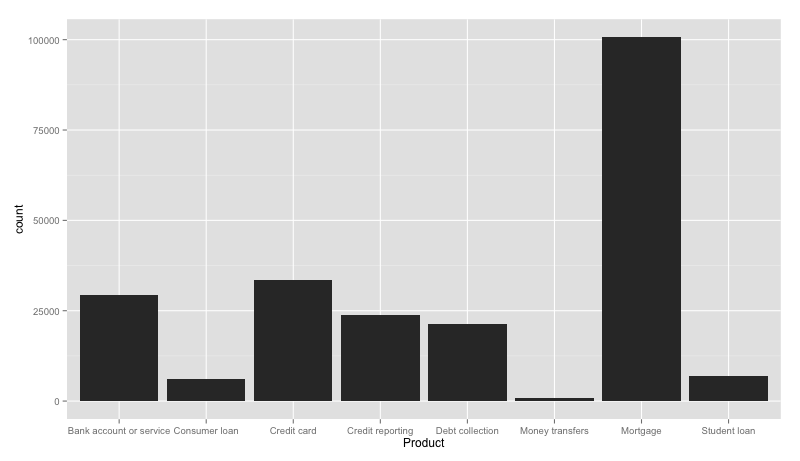 100000
75000
50000
25000
0
count
Bank account or service Consumer loan Credit card Credit reporting Debt collection Money transfers Mortgage Student loan
Product